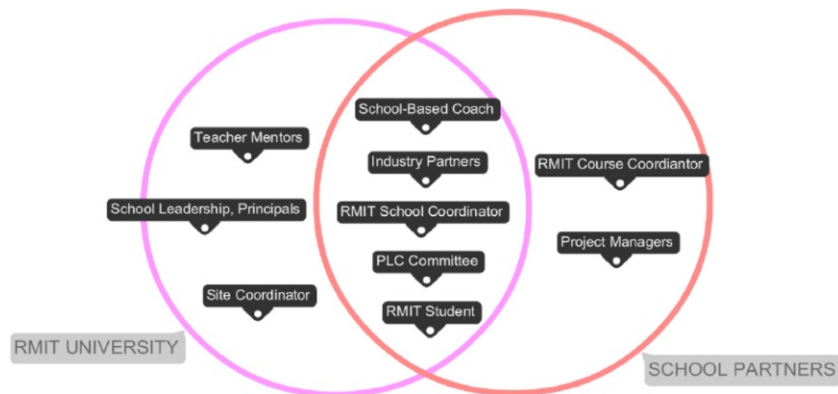 School-Based Coach
Teacher Mentors
Industry Partners
RMIT Course Coordiantor
School Leadership, Principals
RMIT School Coordinator
Project Managers
PLC Committee
Site Coordinator
RMIT Student
RMIT UNIVERSITY
SCHOOL PARTNERS